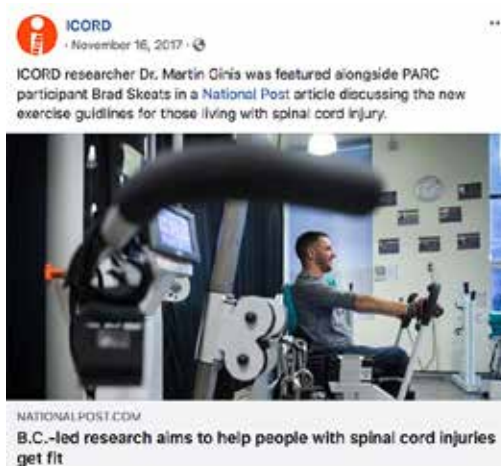 ICORD
· November 16, 2017 ·
ICORD researcher Dr. Martin Ginis was featured alongside PARC
participant Brad Skeats in a National Post article discussing the new
exercise guidlines for those living with spinal cord injury.
NATIONALPOST.COM
B.C.-led research aims to help people with spinal cord injuries
get fit